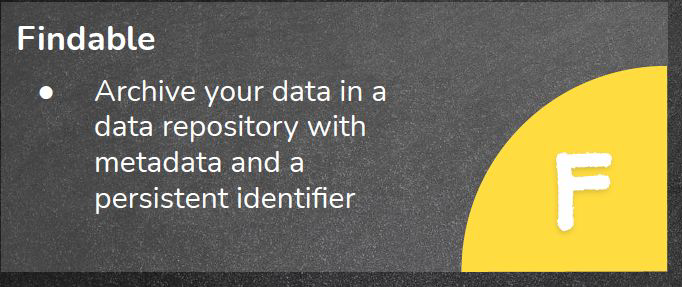 Findable
● Archive your data in a
data repository with
metadata and a
persistent identifier
F